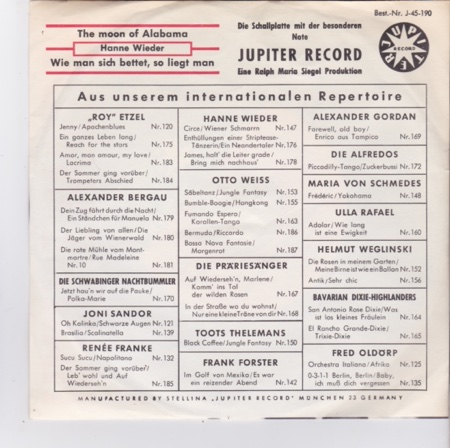 Best.-Nr. J-45-190
The moon of Alabama
Hanne Wieder
Wie man sich bettet, so liegt man
Die Schallplatte mit der besonderen
Note
JUPITER RECORD
Eine Ralph Maria Siegel Produktion
JUPITER
RECORD
Aus unserem internationalen Repertoire
„ROY" ETZEL
Jenny/Apachenblues Nr. 120
Ein ganzes Leben lang/
Reach for the stars Nr. 175
Amor, man amour, my love/
Lacrima Nr. 183
Der Sommer ging vorüber/
Trompeters Abschied Nr. 184
ALEXANDER BERGAU
Dein Zug fährt durch die Nacht/
Ein Ständchen für Manuela Nr. 179
Der Liebling von allen/Die
Jäger vom Wienerwald Nr. 180
Die rote Mühle vom Mont-
martre/Rue Madeleine
No. 10 Nr. 181
DIE SCHWABINGER NACHTBUMMLER
Jetzt hau'n wir auf die Pauke/
Polka-Marie Nr. 170
JONI SANDOR
Oh Kalinka/Schwarze Augen Nr. 121
Brasilia/Scalinatella Nr. 139
RENÉE FRANKE
Sucu Sucu/Napolitano Nr. 132
Der Sommer ging vorüber/
Leb' wohl und Auf
Wiederseh'n Nr. 185
HANNE WIEDER
Circe/Wiener Schmarrn Nr. 147
Enthüllungen einer Striptease-
Tänzerin/Ein Neandertaler Nr. 176
James, halt' die Leiter grade/
Bring mich nachhaus' Nr. 178
OTTO WEISS
Säbeltanz/Jungle Fantasy Nr. 153
Bumble-Boogie/Hongkong Nr. 155
Fumando Espero/
Korallen-Tango Nr. 163
Bermuda/Riccardo Nr. 186
Bossa Nova Fantasie/
Morgenrot Nr. 187
DIE PRÄRIESÄNGER
Auf Wiederseh'n, Marlene/
Komm' ins Tal
der wilden Rosen Nr. 167
In der Straße wo du wohnst/
Nur eine kleine Träne von dir Nr. 168
TOOTS THELEMANS
Black Coffee/Jungle Fantasy Nr. 150
FRANK FORSTER
Im Golf von Mexiko/Es war
ein reizender Abend Nr. 142
ALEXANDER GORDAN
Farewell, old boy/
Enrico aus Tampico Nr. 169
DIE ALFREDOS
Piccadilly-Tango/Zuckerbussi Nr. 172
MARIA VON SCHMEDES
Frédéric/Yokohama Nr. 148
ULLA RAFAEL
Adalar/Wie lang
ist eine Ewigkeit Nr. 160
HELMUT WEGLINSKI
Die Rosen in meinem Garten/
Meine Birne ist wie ein Ballon Nr. 152
Antik/Sehr chic Nr. 156
BAVARIAN DIXIE-HIGHLANDERS
San Antonio Rose Dixie/Was
ist los kleines Fräulein Nr. 164
El Rancho Grande-Dixie/
Trixie-Dixie Nr. 165
FRED OLDÖRP
Orchestra Italiano/Afrika Nr. 125
0-3-1-1 Berlin, Berlin/Baby,
ich muß dich vergessen Nr. 135
MANUFACTURED BY STELLINA „JUPITER RECORD" MÜNCHEN 22 GERMANY